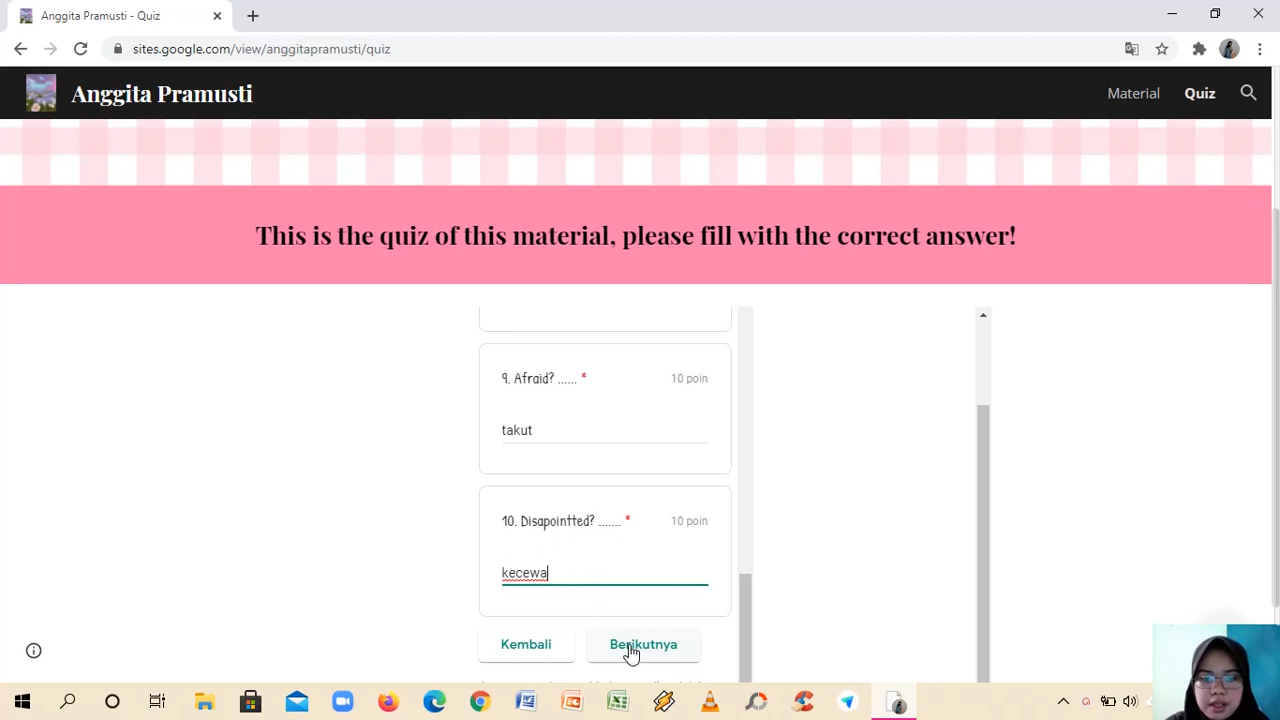 Anggita Pramusti - Quiz
sites.google.com/view/anggitapramusti/quiz
Anggita Pramusti
Material
Quiz
This is the quiz of this material, please fill with the correct answer!
9. Afraid? ...... *
10 poin
takut
10. Disapointted? ....... *
10 poin
kecewa
Kembali
Berikutnya